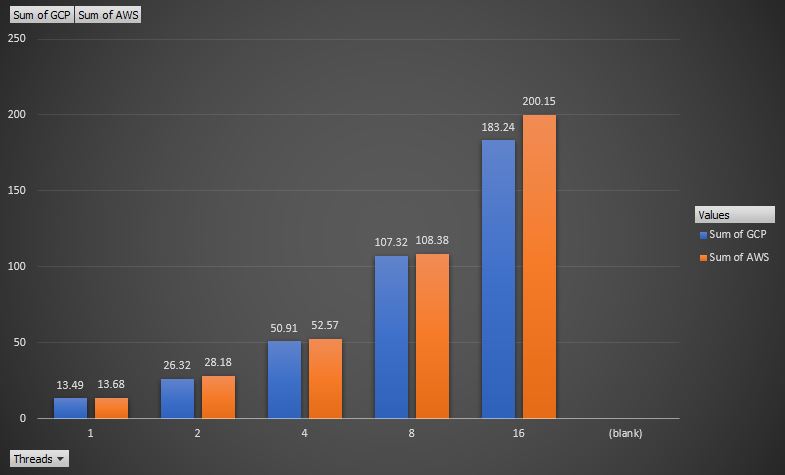 Sum of GCP Sum of AWS
250
200
150
100
50
0
13.49 13.68
26.32 28.18
50.91 52.57
107.32 108.38
183.24 200.15
1 2 4 8 16 (blank)
Values
Sum of GCP
Sum of AWS
Threads